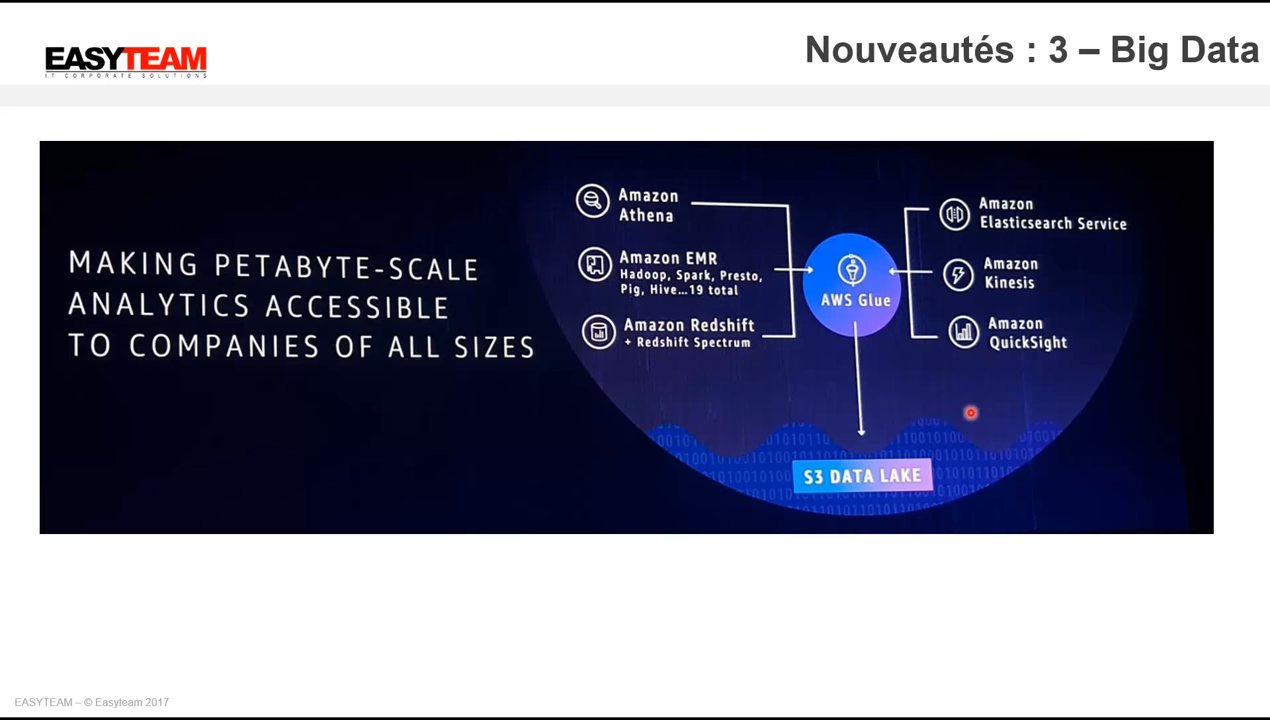 EASYTEAM
IT CORPORATE SOLUTIONS
Nouveautés : 3 – Big Data
MAKING PETABYTE-SCALE
ANALYTICS ACCESSIBLE
TO COMPANIES OF ALL SIZES
Amazon
Athena
Amazon EMR
Hadoop, Spark, Presto,
Pig, Hive...19 total
Amazon Redshift
+ Redshift Spectrum
AWS Glue
Amazon
Elasticsearch Service
Amazon
Kinesis
Amazon
QuickSight
S3 DATA LAKE
EASYTEAM – © Easyteam 2017